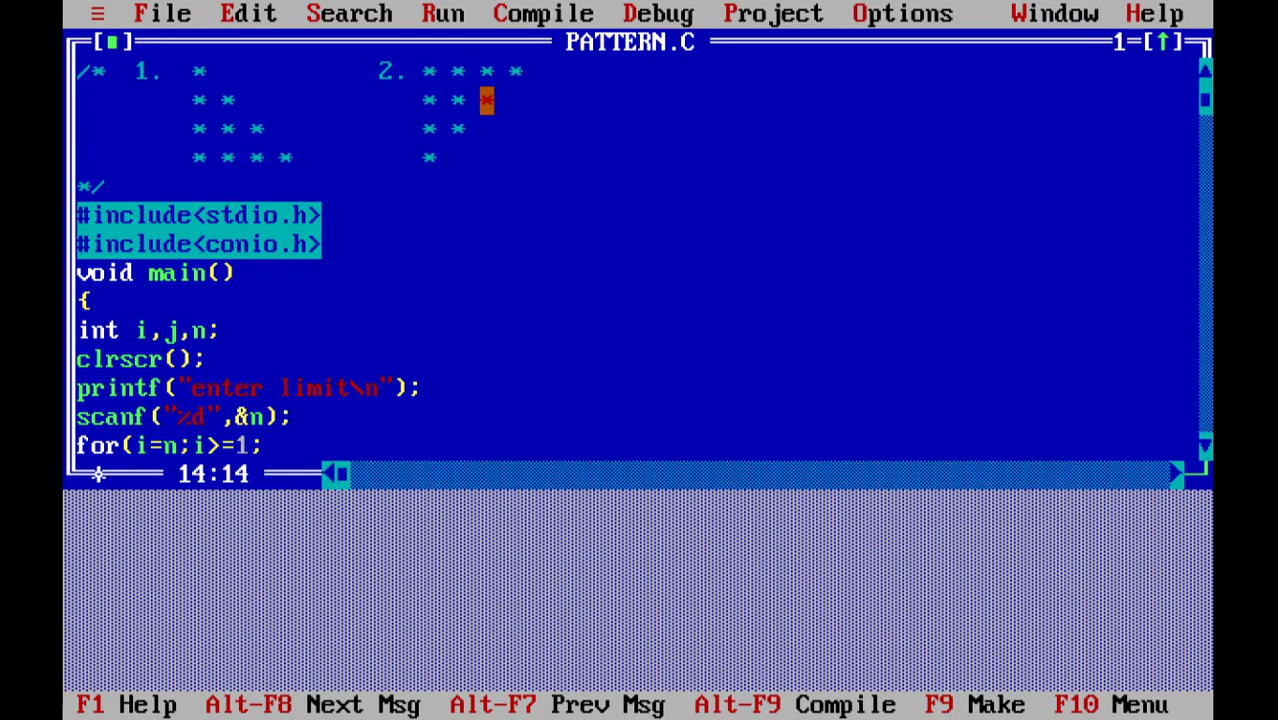 ≡ File Edit Search Run Compile Debug Project Options Window Help
[■] PATTERN.C 1=[↑]
/* 1. * 2. * * * *
* * * * *
* * * * *
* * * * *
*/
#include<stdio.h>
#include<conio.h>
void main()
{
int i,j,n;
clrscr();
printf("enter limit\n");
scanf("%d",&n);
for(i=n;i>=1;
14:14
F1 Help Alt-F8 Next Msg Alt-F7 Prev Msg Alt-F9 Compile F9 Make F10 Menu